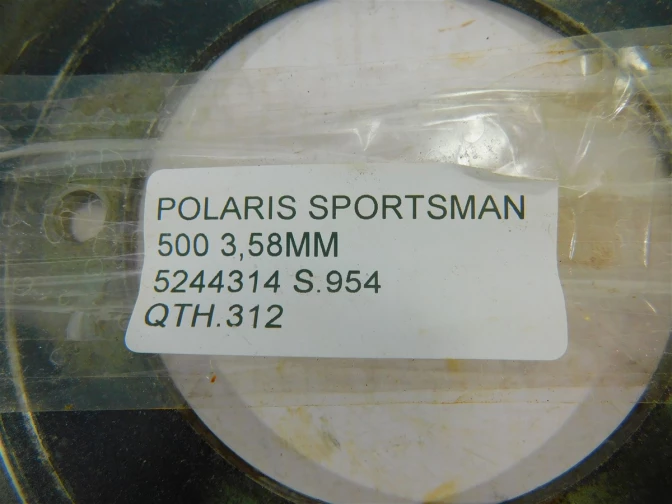 POLARIS SPORTSMAN
500 3,58MM
5244314 S.954
QTH.312